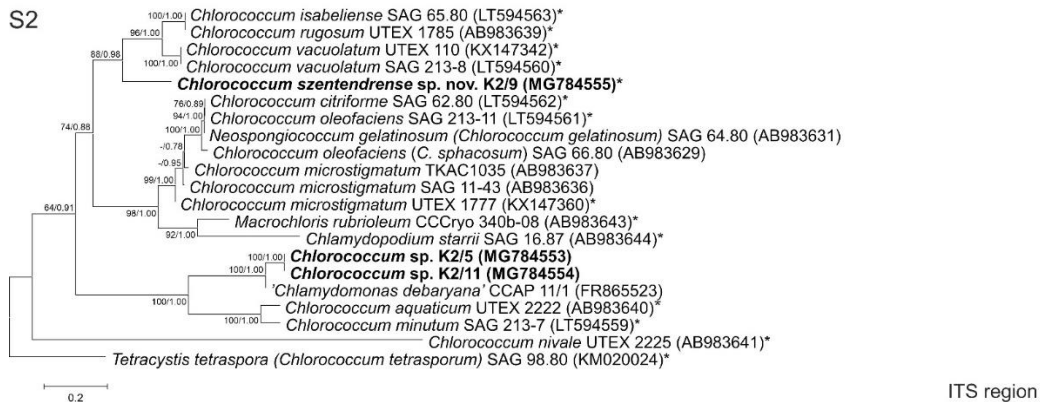 S2
100/1.00
Chlorococcum isabeliense SAG 65.80 (LT594563)*
96/1.00
Chlorococcum rugosum UTEX 1785 (AB983639)*
88/0.98
Chlorococcum vacuolatum UTEX 110 (KX147342)*
100/1.00
Chlorococcum vacuolatum SAG 213-8 (LT594560)*
Chlorococcum szentendrense sp. nov. K2/9 (MG784555)*
76/0.89
Chlorococcum citriforme SAG 62.80 (LT594562)*
94/1.00
Chlorococcum oleofaciens SAG 213-11 (LT594561)*
74/0.88
100/1.00
Neospongiococcum gelatinosum (Chlorococcum gelatinosum) SAG 64.80 (AB983631)
-/0.78
Chlorococcum oleofaciens (C. sphacosum) SAG 66.80 (AB983629)
-/0.95
Chlorococcum microstigmatum TKAC1035 (AB983637)
99/1.00
Chlorococcum microstigmatum SAG 11-43 (AB983636)
Chlorococcum microstigmatum UTEX 1777 (KX147360)*
64/0.91
98/1.00
Macrochloris rubrioleum CCCryo 340b-08 (AB983643)*
92/1.00
Chlamydopodium starrii SAG 16.87 (AB983644)*
100/1.00
Chlorococcum sp. K2/5 (MG784553)
100/1.00
Chlorococcum sp. K2/11 (MG784554)
'Chlamydomonas debaryana' CCAP 11/1 (FR865523)
100/1.00
Chlorococcum aquaticum UTEX 2222 (AB983640)*
100/1.00
Chlorococcum minutum SAG 213-7 (LT594559)*
Chlorococcum nivale UTEX 2225 (AB983641)*
Tetracystis tetraspora (Chlorococcum tetrasporum) SAG 98.80 (KM020024)*
0.2
ITS region